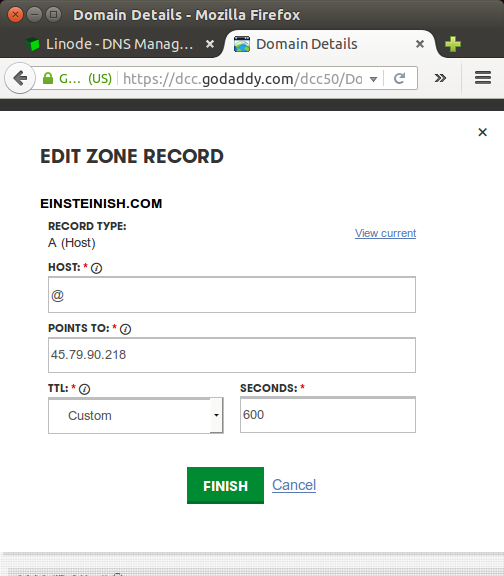 Domain Details - Mozilla Firefox
Linode - DNS Manag... × Domain Details ×
G... (US) https://dcc.godaddy.com/dcc50/Do
×
EDIT ZONE RECORD
EINSTEINISH.COM
RECORD TYPE:
A (Host)
View current
HOST: * i
@
POINTS TO: * i
45.79.90.218
TTL: * i SECONDS: *
Custom 600
FINISH Cancel